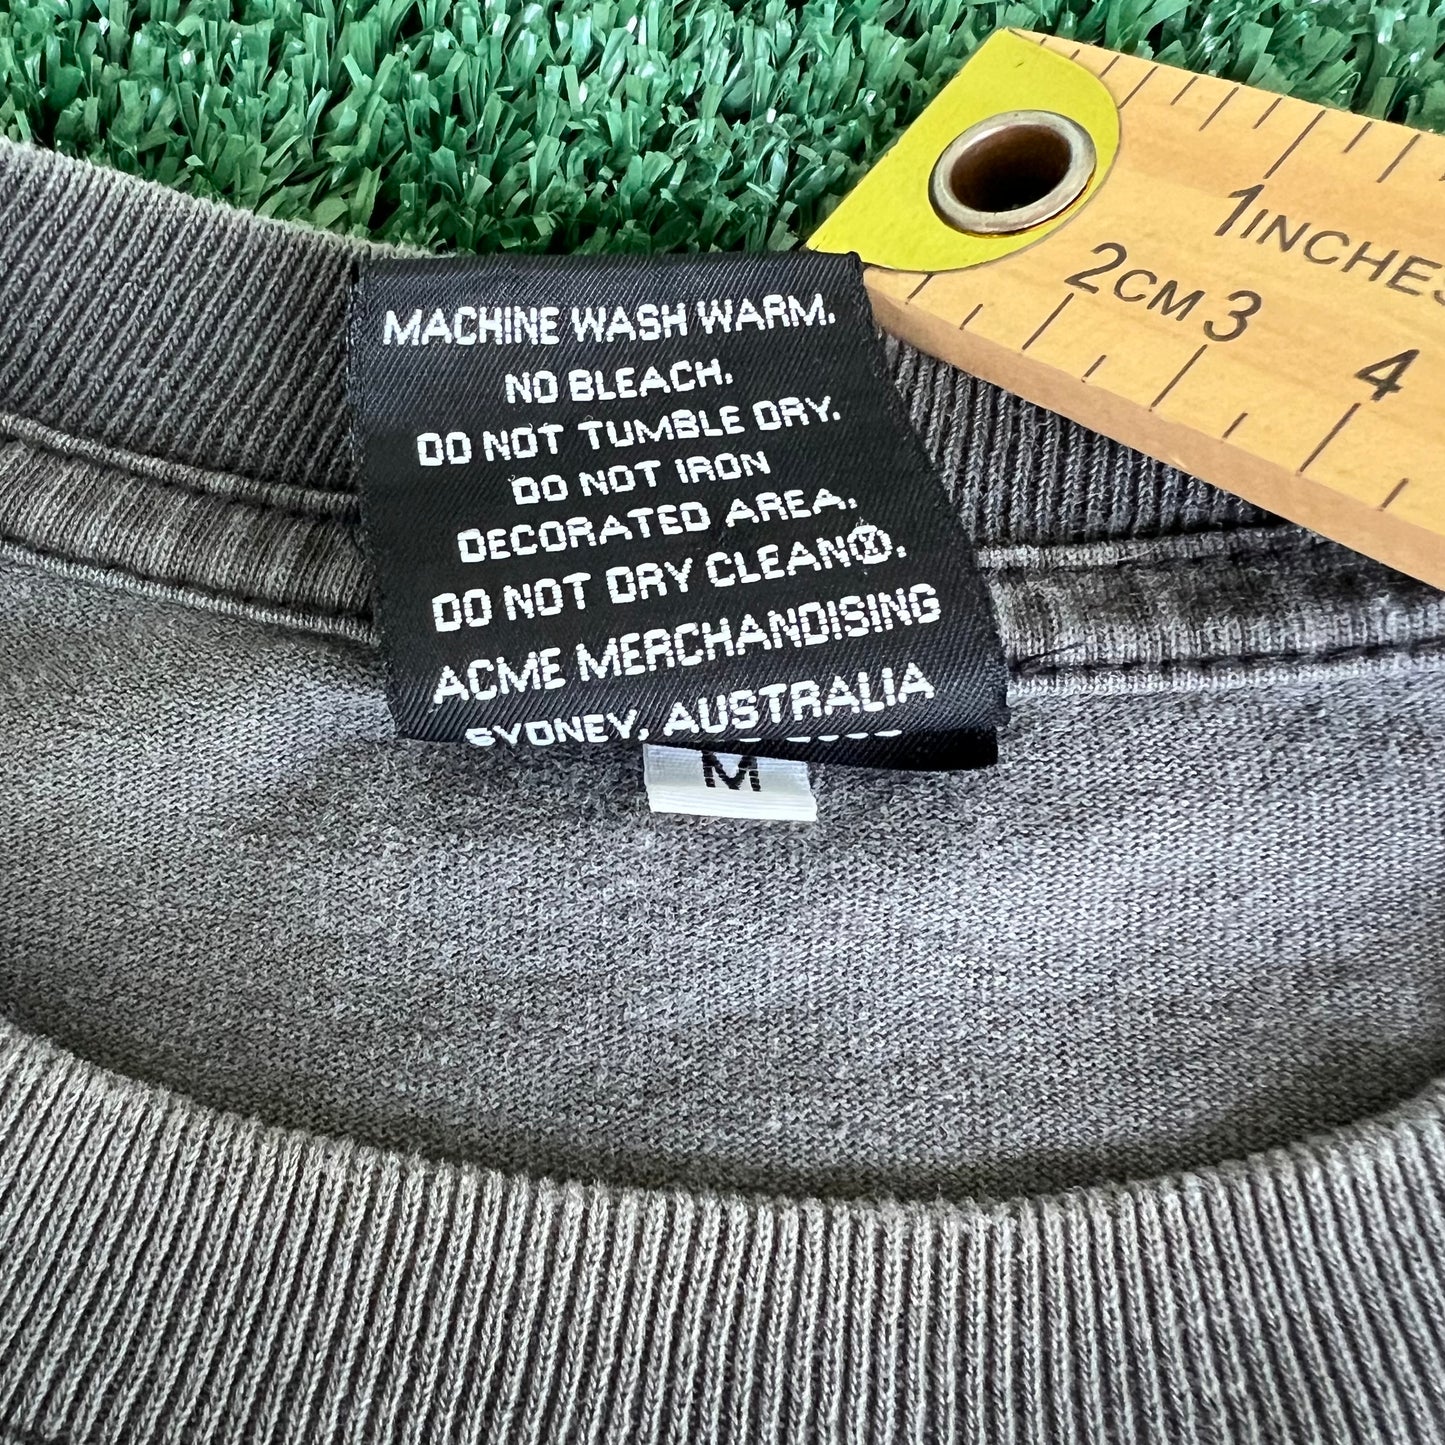 MACHINE WASH WARM.
NO BLEACH.
DO NOT TUMBLE DRY.
DO NOT IRON
DECORATED AREA.
DO NOT DRY CLEANⓍ.
ACME MERCHANDISING
SYDNEY, AUSTRALIA
M
1 INCHES
2 CM 3 4